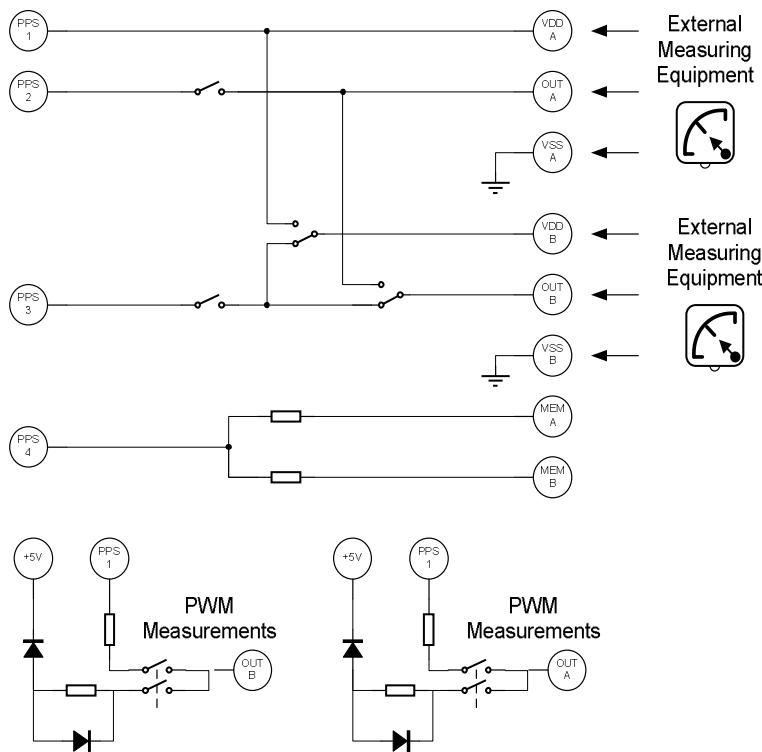 PPS
1
VDD
A
External
Measuring
Equipment
PPS
2
OUT
A
VSS
A
VDD
B
External
Measuring
Equipment
PPS
3
OUT
B
VSS
B
MEM
A
PPS
4
MEM
B
+5V
PPS
1
PWM
Measurements
OUT
B
+5V
PPS
1
PWM
Measurements
OUT
A